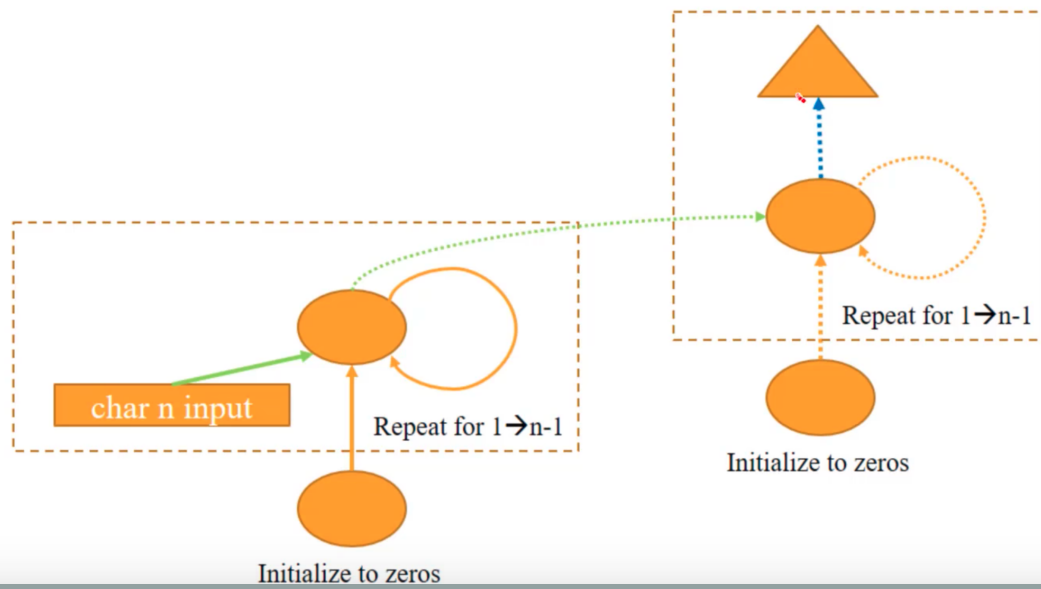 char n input
Repeat for 1→n-1
Initialize to zeros
Repeat for 1→n-1
Initialize to zeros